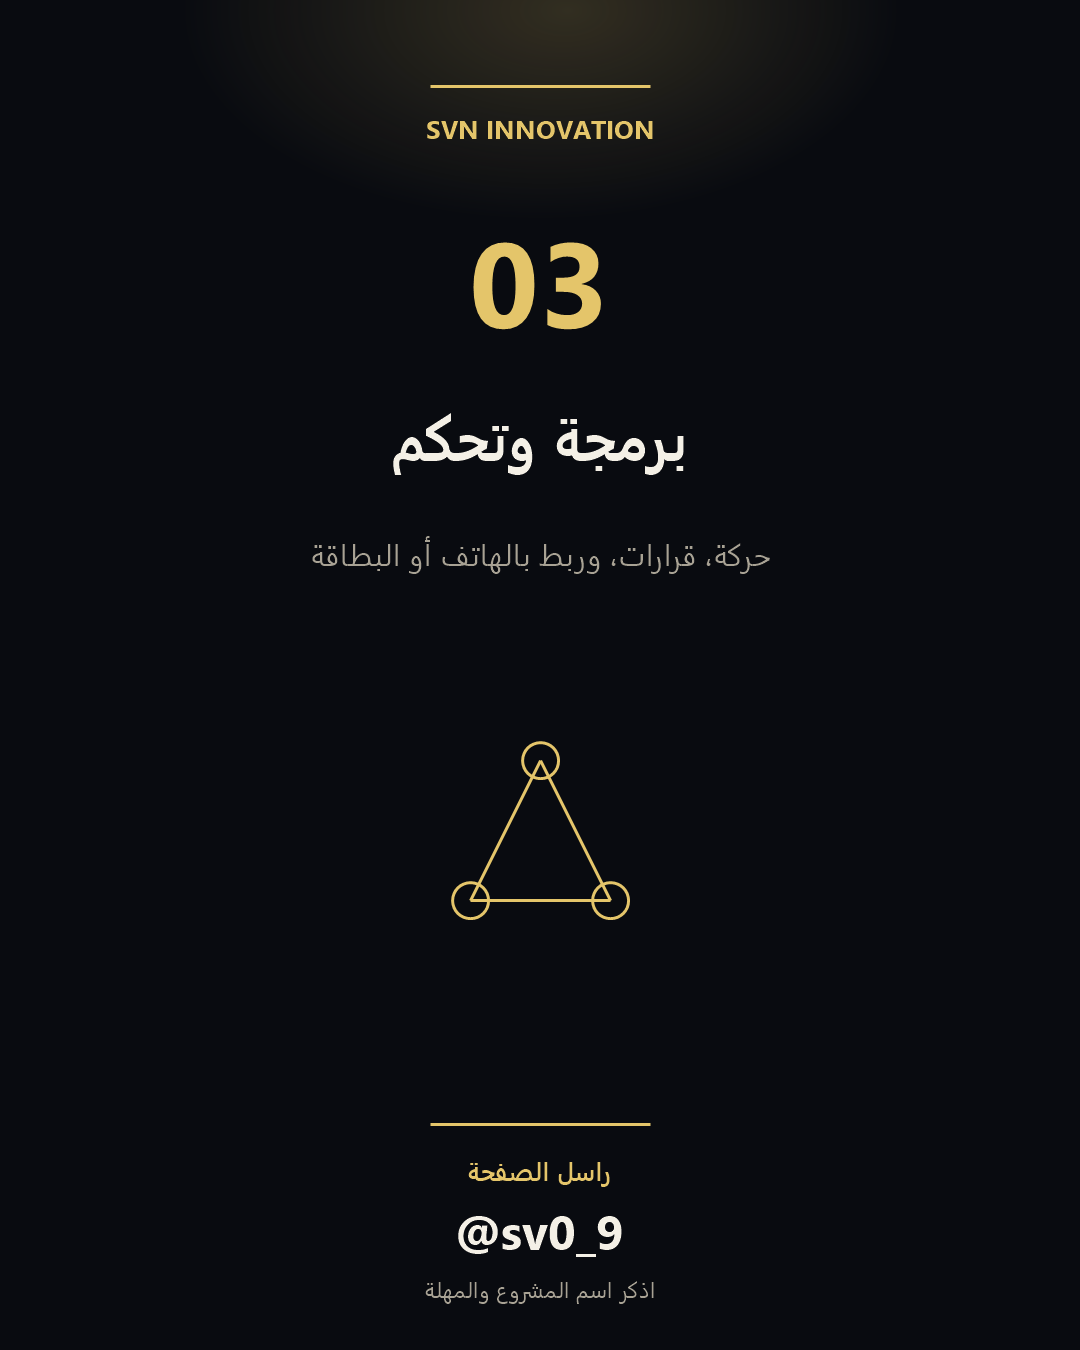 SVN INNOVATION
03
برمجة وتحكم
حركة، قرارات، وربط بالهاتف أو البطاقة
راسل الصفحة
@sv0_9
اذكر اسم المشروع والمهلة